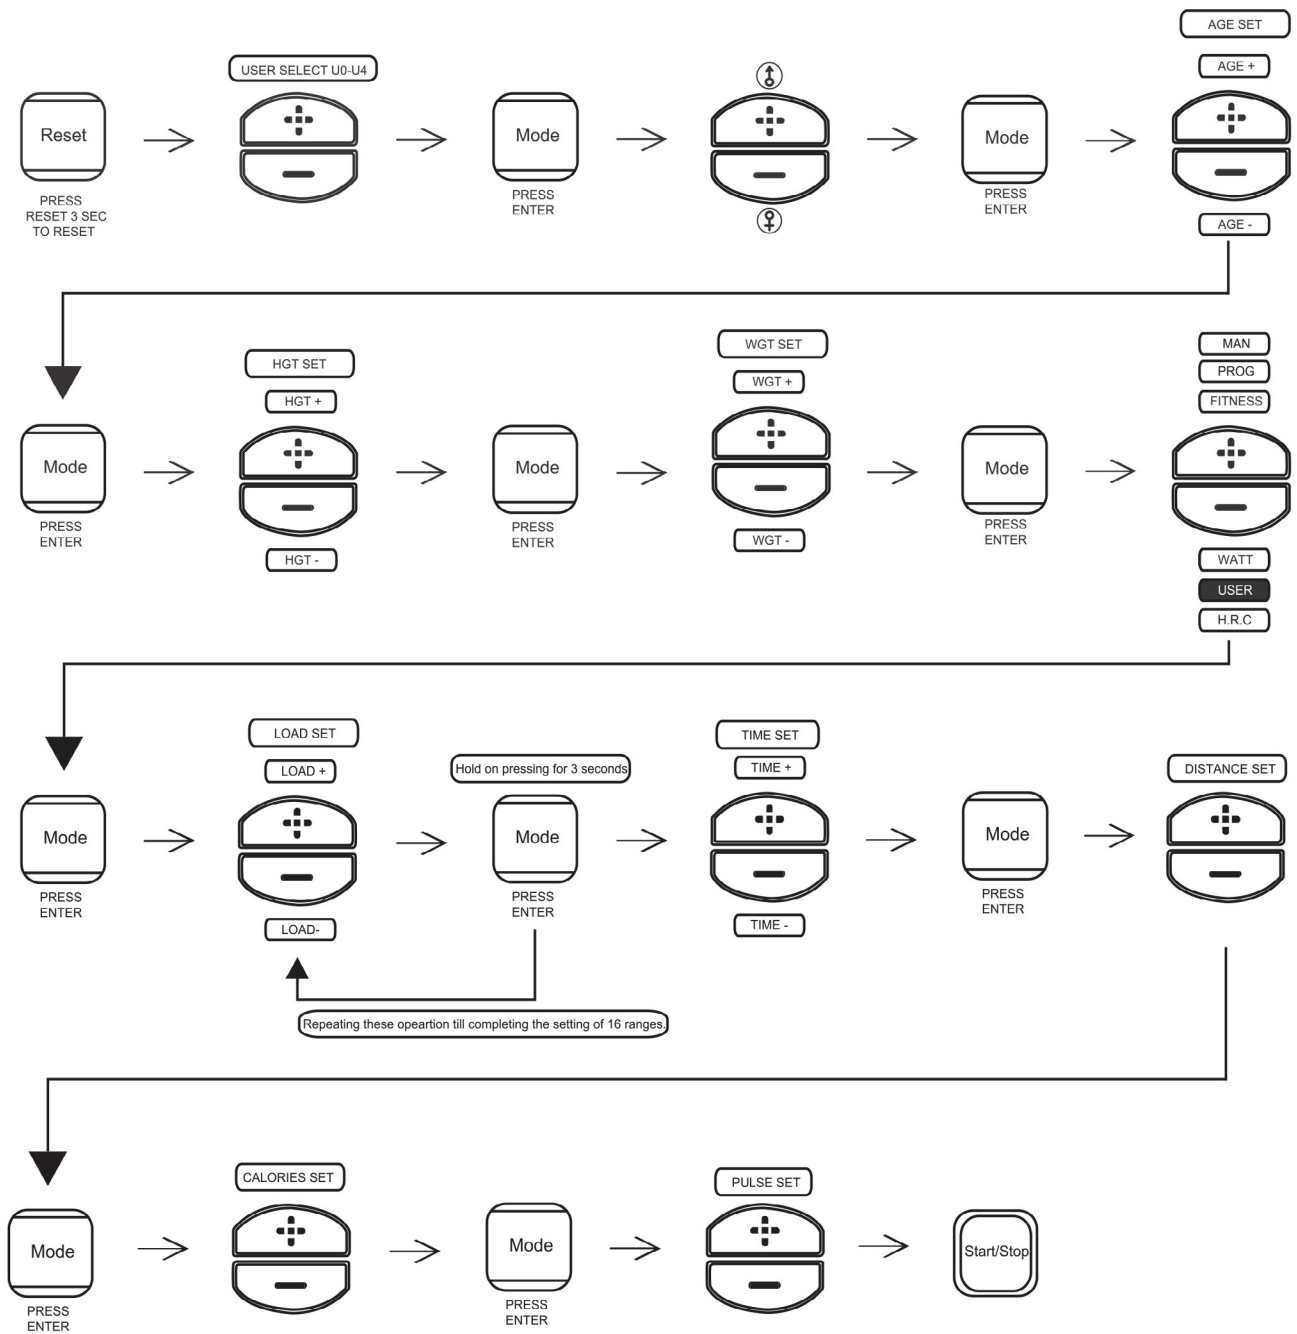 AGE SET
USER SELECT U0-U4
AGE +
Reset
Mode
Mode
PRESS
RESET 3 SEC
TO RESET
PRESS
ENTER
PRESS
ENTER
AGE -
HGT SET
HGT +
WGT SET
WGT +
MAN
PROG
FITNESS
Mode
Mode
Mode
PRESS
ENTER
HGT -
PRESS
ENTER
WGT -
PRESS
ENTER
WATT
USER
H.R.C
LOAD SET
LOAD +
Hold on pressing for 3 seconds
TIME SET
TIME +
DISTANCE SET
Mode
Mode
Mode
PRESS
ENTER
LOAD-
PRESS
ENTER
TIME -
PRESS
ENTER
Repeating these opeartion till completing the setting of 16 ranges.
CALORIES SET
PULSE SET
Mode
Mode
Start/Stop
PRESS
ENTER
PRESS
ENTER